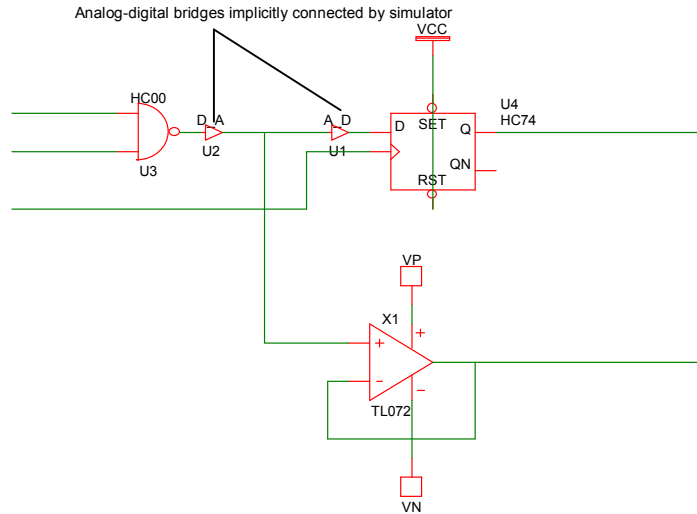 Analog-digital bridges implicitly connected by simulator
VCC
HC00
D A
A D
U4
HC74
D
SET
Q
U2
U1
U3
QN
RST
VP
X1
+
+
−
−
TL072
VN